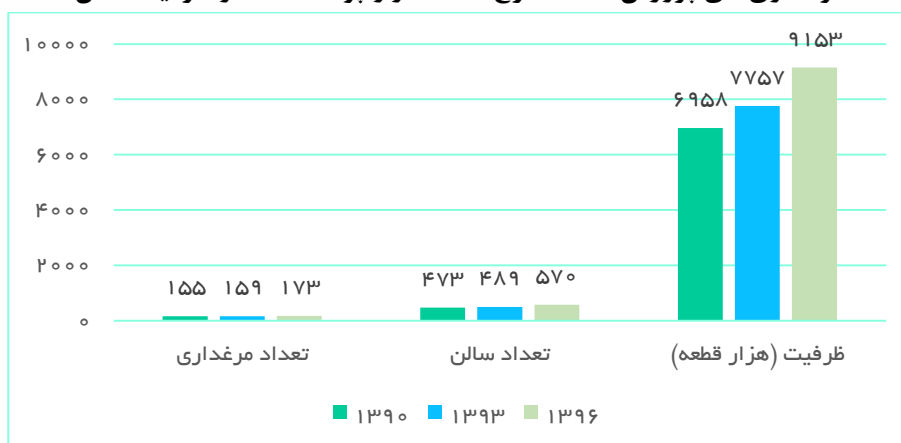 ۱۰۰۰۰
۸۰۰۰
۶۰۰۰
۴۰۰۰
۲۰۰۰
۰
۱۵۵ ۱۵۹ ۱۷۳
۴۷۳ ۴۸۹ ۵۷۰
۶۹۵۸ ۷۷۵۷ ۹۱۵۳
تعداد مرغداری
تعداد سالن
ظرفیت (هزار قطعه)
۱۳۹۰ ۱۳۹۳ ۱۳۹۶